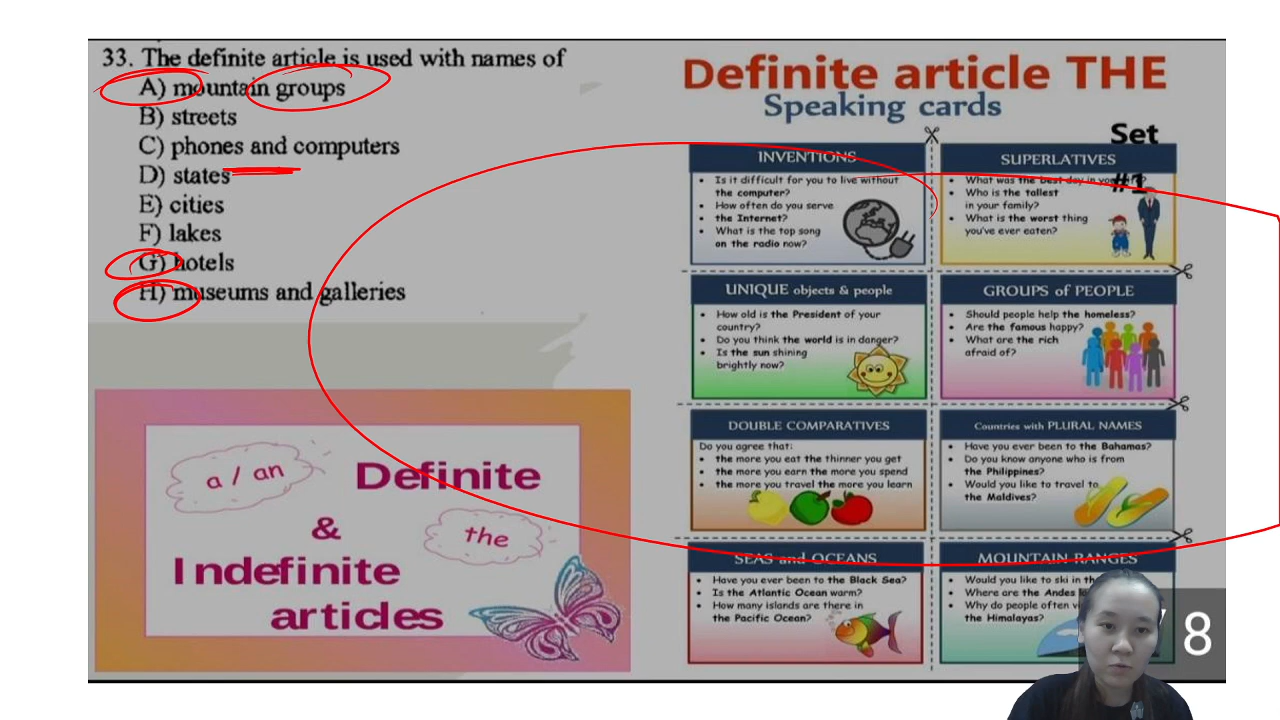 33. The definite article is used with names of
A) mountain groups
B) streets
C) phones and computers
D) states
E) cities
F) lakes
G) hotels
H) museums and galleries
a / an
Definite
&
the
Indefinite
articles
Definite article THE
Speaking cards
Set
#1
INVENTIONS
• Is it difficult for you to live without
the computer?
• How often do you serve
• the Internet?
• What is the top song
on the radio now?
SUPERLATIVES
• What was the best day in
• Who is the tallest
in your family?
• What is the worst thing
you've ever eaten?
UNIQUE objects & people
• How old is the President of your
country?
• Do you think the world is in danger?
• Is the sun shining
brightly now?
GROUPS of PEOPLE
• Should people help the homeless?
• Are the famous happy?
• What are the rich
afraid of?
DOUBLE COMPARATIVES
Do you agree that:
• the more you eat the thinner you get
• the more you earn the more you spend
• the more you travel the more you learn
Countries with PLURAL NAMES
• Have you ever been to the Bahamas?
• Do you know anyone who is from
the Philippines?
• Would you like to travel to
the Maldives?
SEAS and OCEANS
• Have you ever been to the Black Sea?
• Is the Atlantic Ocean warm?
• How many islands are there in
the Pacific Ocean?
MOUNTAIN RANGES
• Would you like to ski in
• Where are the Andes
• Why do people often
the Himalayas?
8